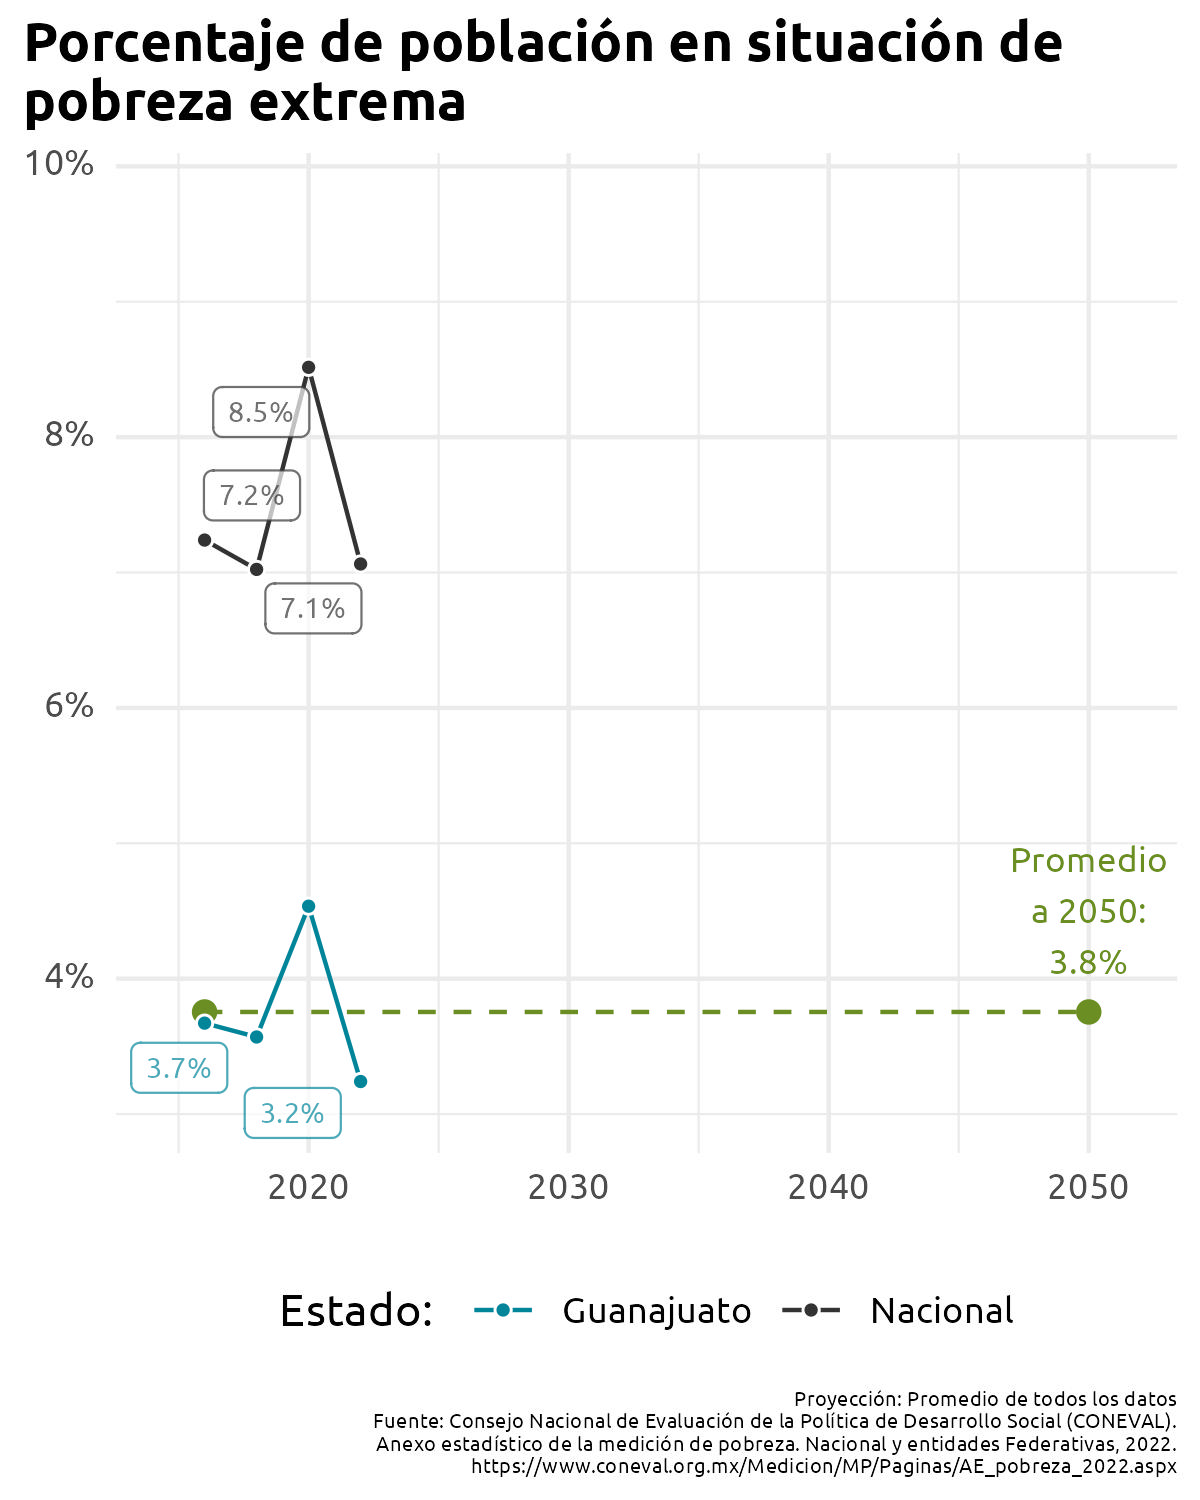 Porcentaje de población en situación de
pobreza extrema
10%
8%
6%
4%
8.5%
7.2%
7.1%
3.7%
3.2%
Promedio
a 2050:
3.8%
2020
2030
2040
2050
Estado:
Guanajuato
Nacional
Proyección: Promedio de todos los datos
Fuente: Consejo Nacional de Evaluación de la Política de Desarrollo Social (CONEVAL).
Anexo estadístico de la medición de pobreza. Nacional y entidades Federativas, 2022.
https://www.coneval.org.mx/Medicion/MP/Paginas/AE_pobreza_2022.aspx